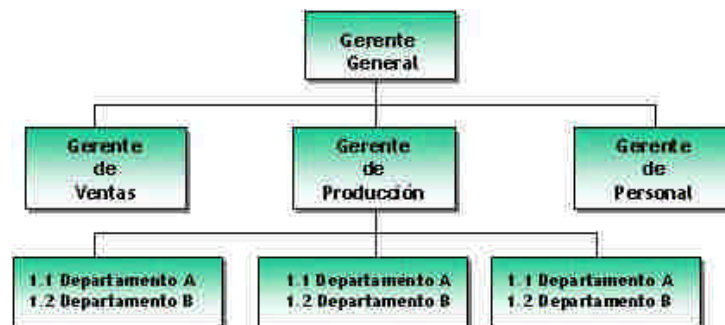 Gerente
General
Gerente
de
Ventas
Gerente
de
Producción
Gerente
de
Personal
1.1 Departamento A
1.2 Departamento B
1.1 Departamento A
1.2 Departamento B
1.1 Departamento A
1.2 Departamento B